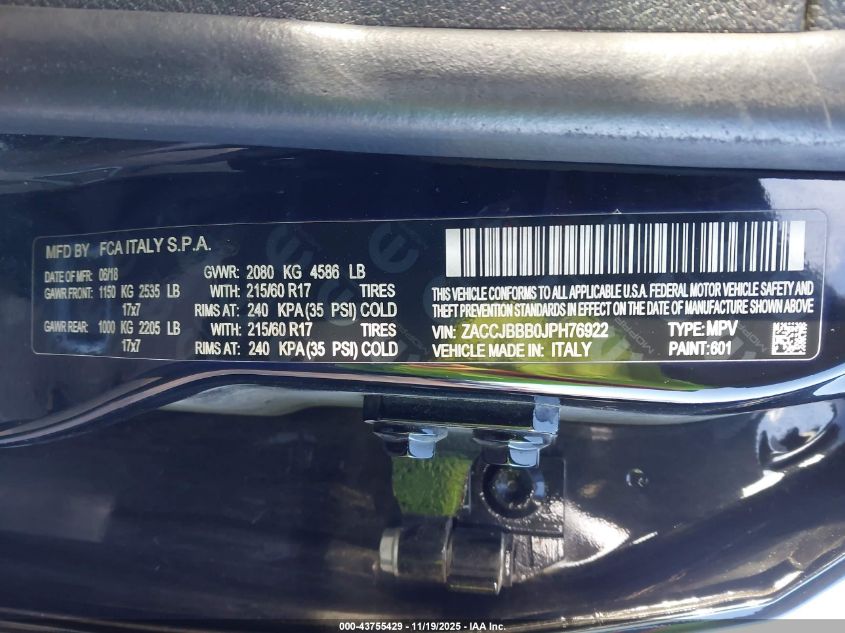 MFD BY FCA ITALY S.P.A.
DATE OF MFR: 06/18 GVWR: 2080 KG 4586 LB
GAWR FRONT: 1150 KG 2535 LB WITH: 215/60 R17 TIRES
17x7 RIMS AT: 240 KPA(35 PSI) COLD
GAWR REAR: 1000 KG 2205 LB WITH: 215/60 R17 TIRES
17x7 RIMS AT: 240 KPA(35 PSI) COLD
THIS VEHICLE CONFORMS TO ALL APPLICABLE U.S.A. FEDERAL MOTOR VEHICLE SAFETY AND
THEFT PREVENTION STANDARDS IN EFFECT ON THE DATE OF MANUFACTURE SHOWN ABOVE
VIN: ZACCJBBB0JPH76922 TYPE: MPV
VEHICLE MADE IN: ITALY PAINT: 601
000-43755429 - 11/19/2025 - IAA Inc.